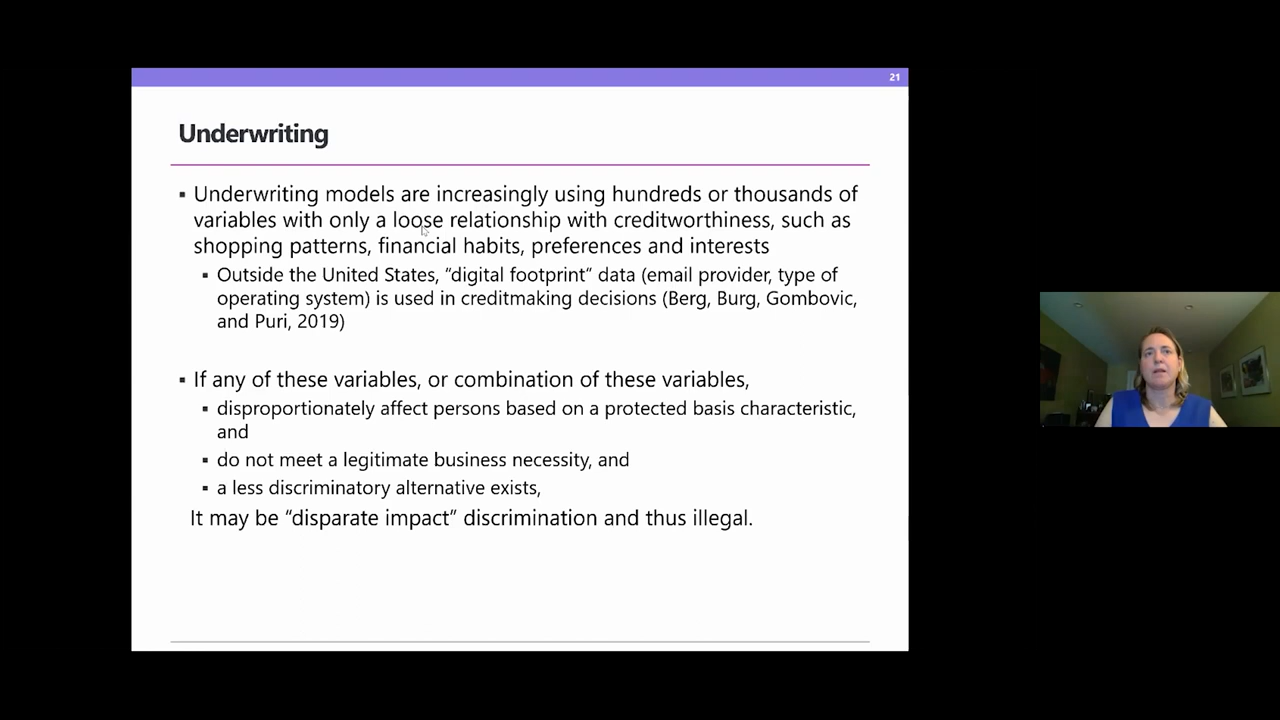 21
Underwriting
▪ Underwriting models are increasingly using hundreds or thousands of
variables with only a loose relationship with creditworthiness, such as
shopping patterns, financial habits, preferences and interests
▪ Outside the United States, “digital footprint” data (email provider, type of
operating system) is used in creditmaking decisions (Berg, Burg, Gombovic,
and Puri, 2019)
▪ If any of these variables, or combination of these variables,
▪ disproportionately affect persons based on a protected basis characteristic,
and
▪ do not meet a legitimate business necessity, and
▪ a less discriminatory alternative exists,
It may be “disparate impact” discrimination and thus illegal.